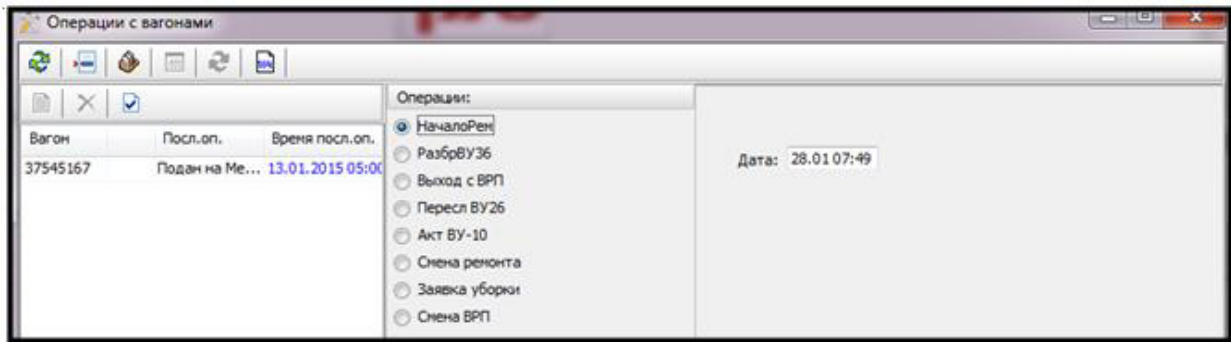 Операции с вагонами
Операции:
Вагон Посл.оп. Время посл.оп.
37545167 Подан на Ме... 13.01.2015 05:00
НачалоРем
РазбрВУ36
Выход с ВРП
Пересл ВУ26
Акт ВУ-10
Смена ремонта
Заявка уборки
Смена ВРП
Дата: 28.01 07:49